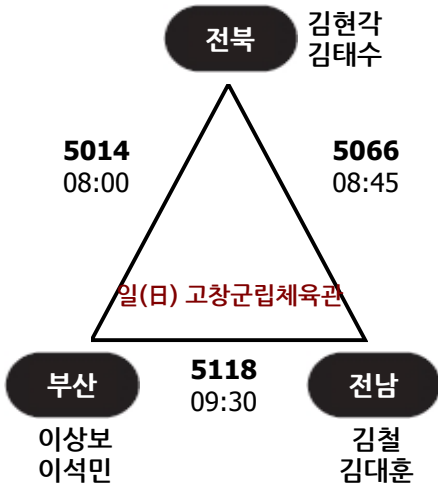 전북
김현각
김태수
5014
08:00
5066
08:45
일(日) 고창군립체육관
부산
5118
09:30
전남
이상보
이석민
김철
김대훈